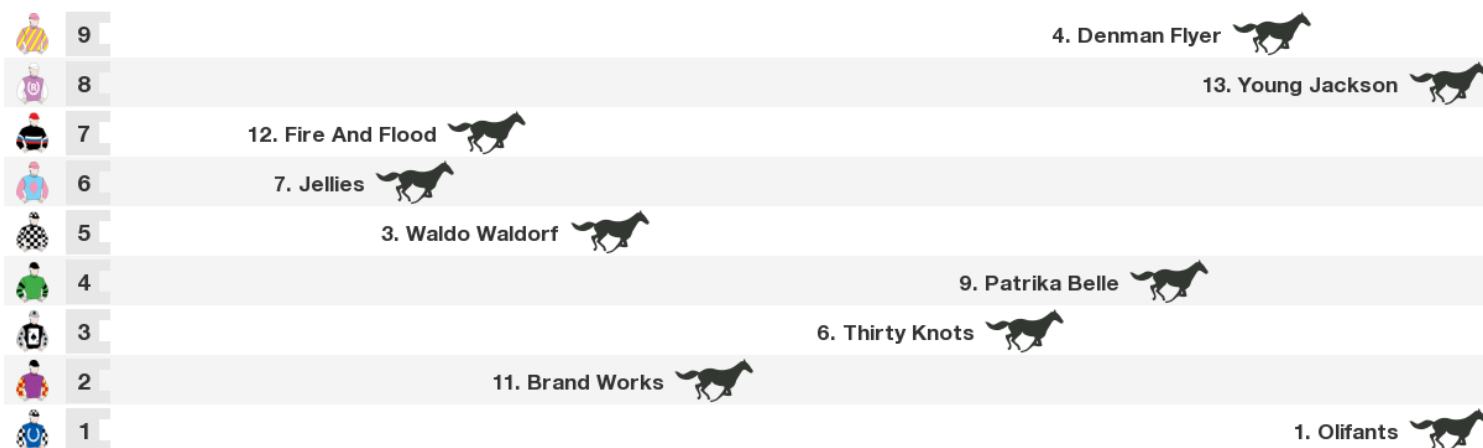 9 4. Denman Flyer
8 13. Young Jackson
7 12. Fire And Flood
6 7. Jellies
5 3. Waldo Waldorf
4 9. Patrika Belle
3 6. Thirty Knots
2 11. Brand Works
1 1. Olifants